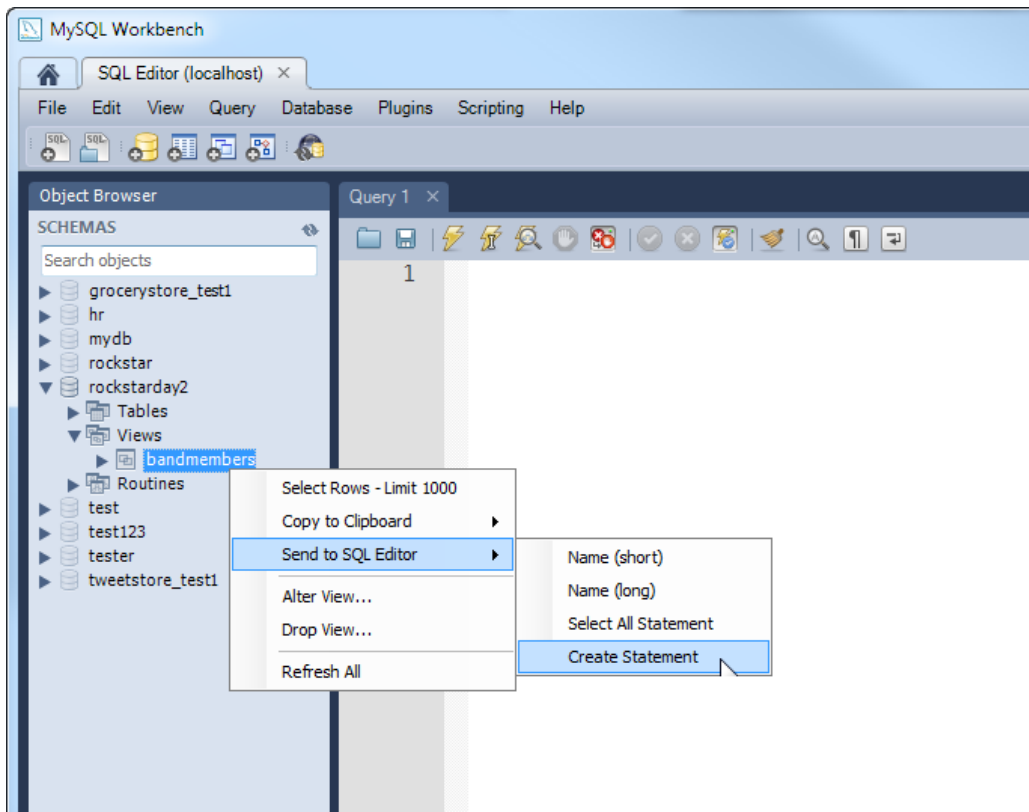 MySQL Workbench
SQL Editor (localhost)
File Edit View Query Database Plugins Scripting Help
SQL SQL
Object Browser
Query 1
SCHEMAS
Search objects
1
grocerystore_test1
hr
mydb
rockstar
rockstarday2
Tables
Views
bandmembers
Routines
test
test123
tester
tweetstore_test1
Select Rows - Limit 1000
Copy to Clipboard
Send to SQL Editor
Alter View...
Drop View...
Refresh All
Name (short)
Name (long)
Select All Statement
Create Statement